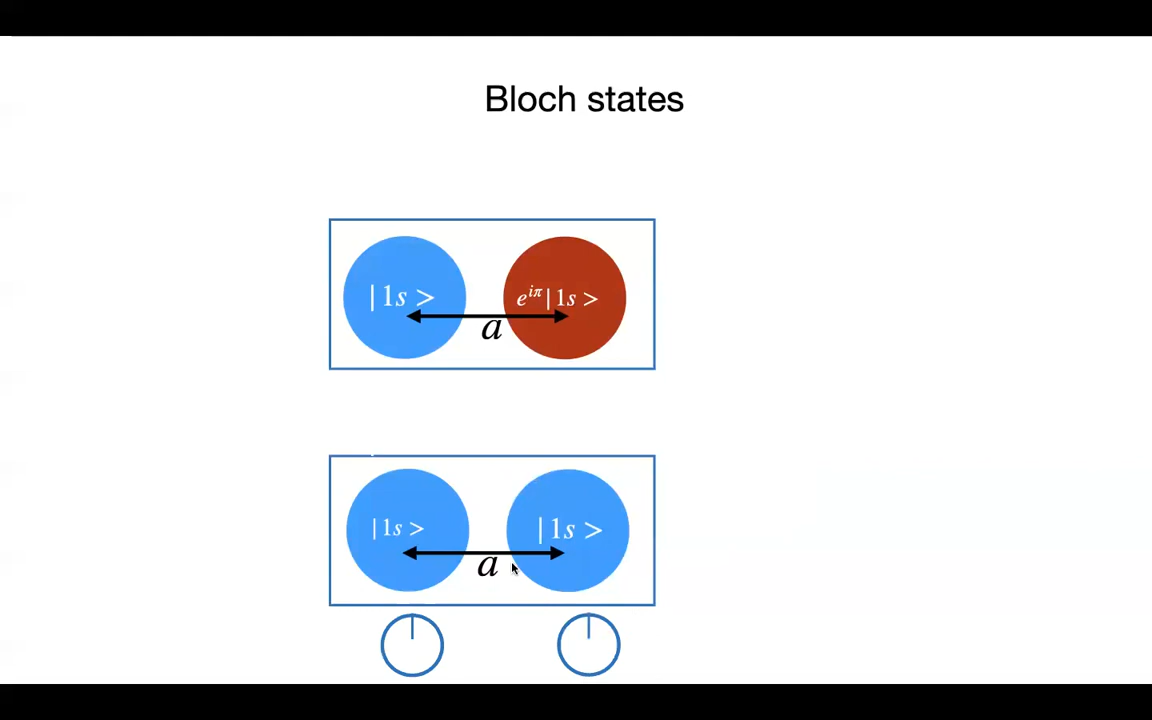 Bloch states
|1s > e^{iπ}|1s >
a
|1s > |1s >
a